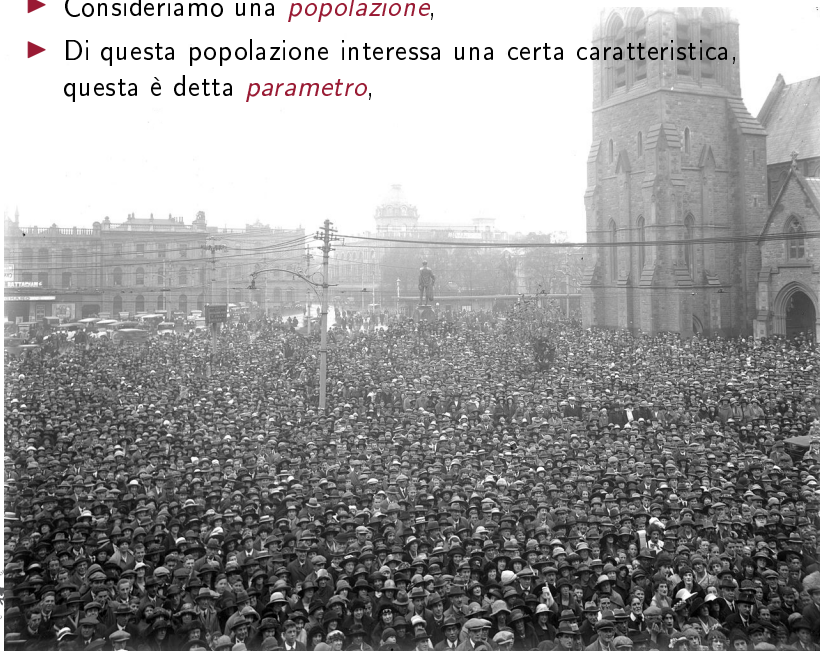 Consideriamo una popolazione,
Di questa popolazione interessa una certa caratteristica,
questa è detta parametro,